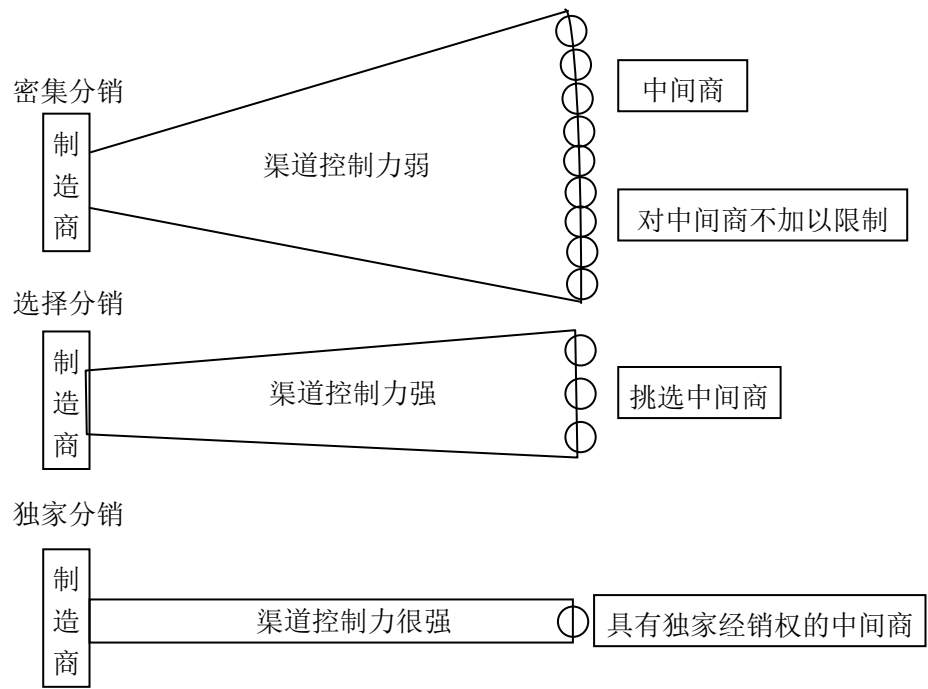 密集分销
制造商
渠道控制力弱
中间商
对中间商不加以限制
选择分销
制造商
渠道控制力强
挑选中间商
独家分销
制造商
渠道控制力很强
具有独家经销权的中间商